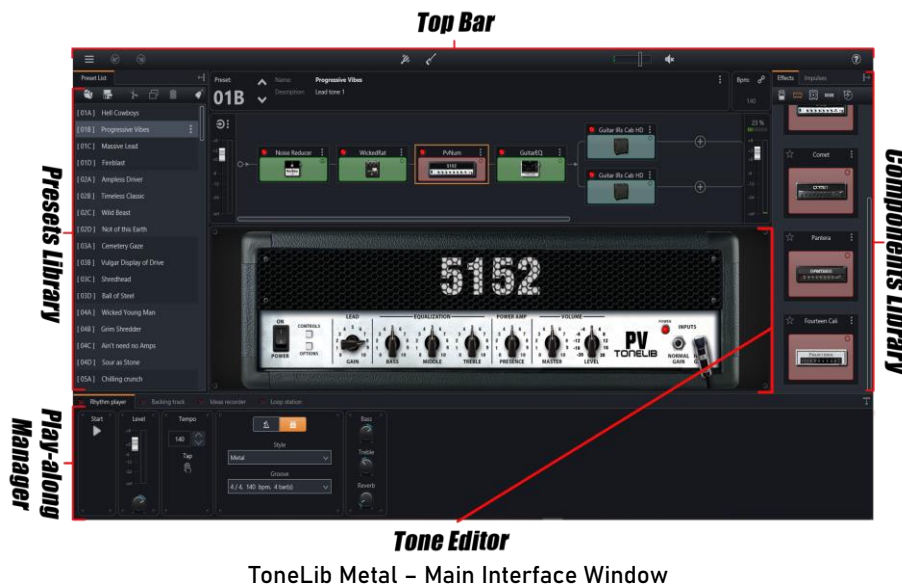 Top Bar
Preset List
Preset:
01B
Name: Progressive Vibes
Description: Lead tone 1
Bpm:
140
Effects Impulses
[ 01A ] Hell Cowboys
[ 01B ] Progressive Vibes
[ 01C ] Massive Lead
[ 01D ] Fireblast
[ 02A ] Ampless Driver
[ 02B ] Timeless Classic
[ 02C ] Wild Beast
[ 02D ] Not of this Earth
[ 03A ] Cemetery Gaze
[ 03B ] Vulgar Display of Drive
[ 03C ] Shredhead
[ 03D ] Ball of Steel
[ 04A ] Wicked Young Man
[ 04B ] Grim Shredder
[ 04C ] Ain't need no Amps
[ 04D ] Sour as Stone
[ 05A ] Chilling crunch
Presets Library
Noise Reducer
WickedRat
PvNum
5152
GuitarEQ
Guitar IRs Cab HD
Guitar IRs Cab HD
23 %
Comet
Pantera
Fourteen Cali
Components Library
5152
ON
POWER
CONTROLS
OPTIONS
LEAD
GAIN
EQUALIZATION
BASS
MIDDLE
TREBLE
POWER AMP
PRESENCE
VOLUME
MASTER
LEVEL
POWER
INPUTS
PV
TONELIB
NORMAL
GAIN
Rhythm player
Backing track
Ideas recorder
Loop station
Start
Level
Tempo
140
Tap
Style
Metal
Groove
4 / 4, 140 bpm, 4 bar(s)
Bass
Treble
Reverb
Play-along
Manager
Tone Editor
ToneLib Metal – Main Interface Window